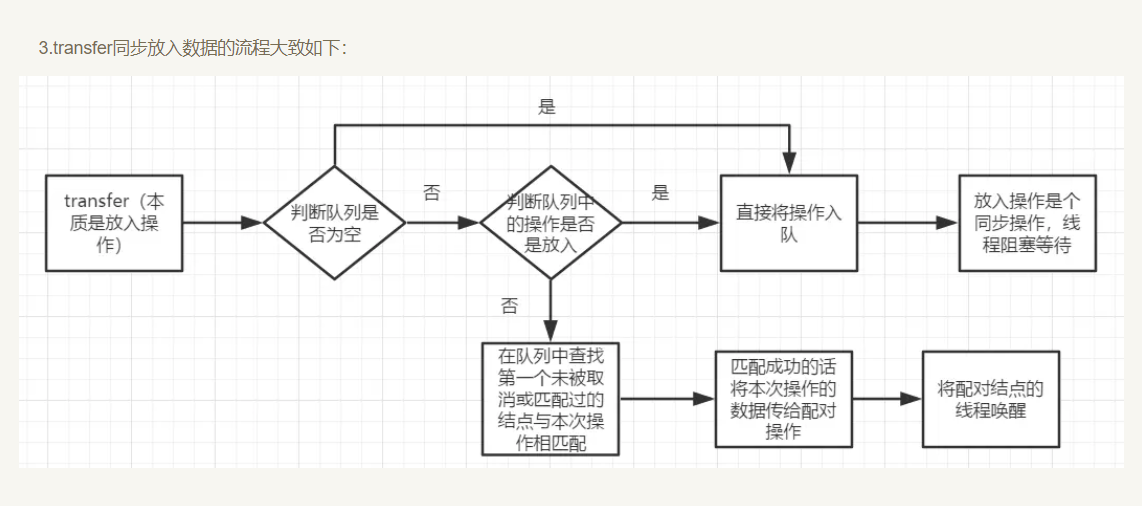 3.transfer同步放入数据的流程大致如下：
是
transfer（本
质是放入操
作）
判断队列是
否为空
否
判断队列中
的操作是否
是放入
是
直接将操作入
队
放入操作是个
同步操作，线
程阻塞等待
否
在队列中查找
第一个未被取
消或匹配过的
结点与本次操
作相匹配
匹配成功的话
将本次操作的
数据传给配对
操作
将配对结点的
线程唤醒